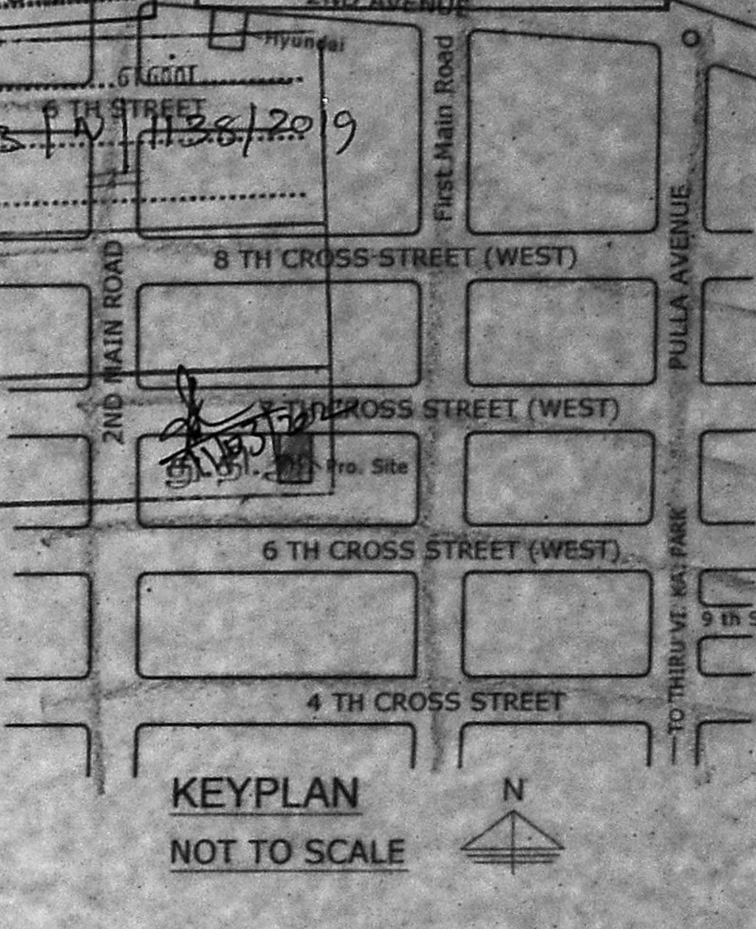 2ND AVENUE
Hyundai
6 TH STREET
N/1138/2019
First Main Road
8 TH CROSS STREET (WEST)
PULLA AVENUE
2ND MAIN ROAD
7 TH CROSS STREET (WEST)
Pro. Site
6 TH CROSS STREET (WEST)
TO THIRU VI. KA. PARK
9 th S
4 TH CROSS STREET
KEYPLAN
NOT TO SCALE
N